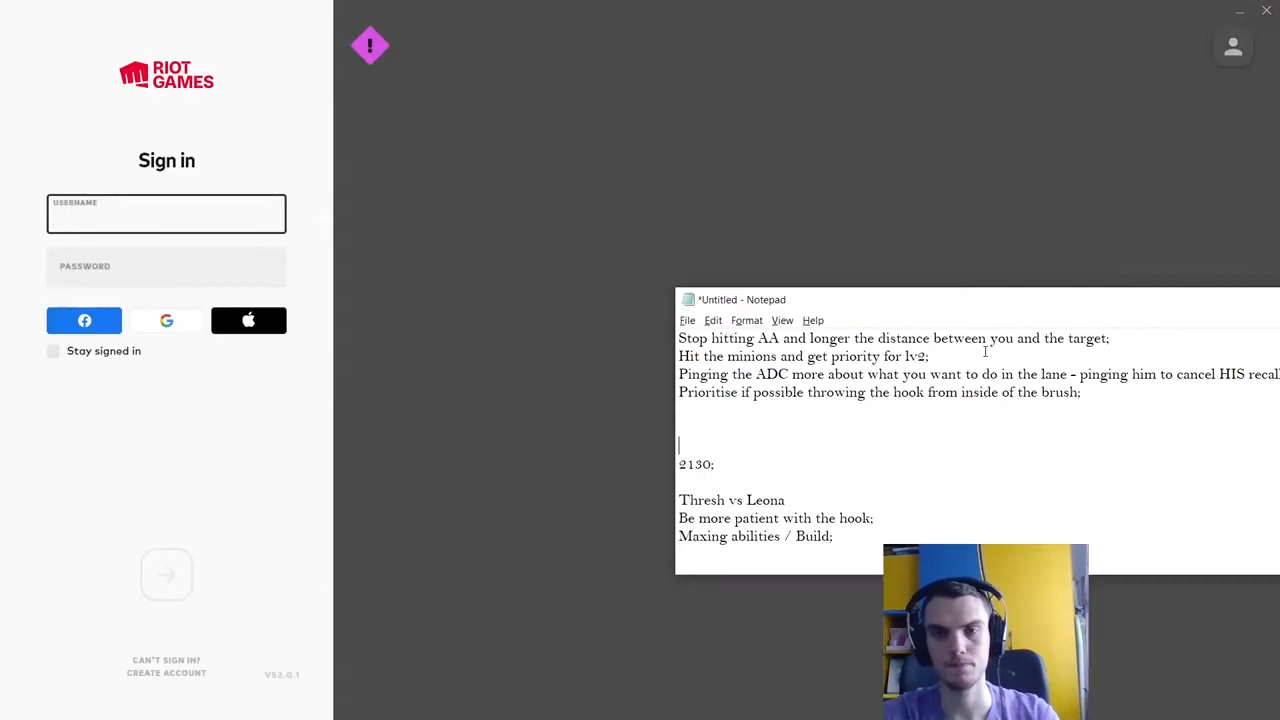 RIOT
GAMES
Sign in
USERNAME
PASSWORD
Stay signed in
CAN'T SIGN IN?
CREATE ACCOUNT
V52.0.1
!
*Untitled - Notepad
File Edit Format View Help
Stop hitting AA and longer the distance between you and the target;
Hit the minions and get priority for lv2;
Pinging the ADC more about what you want to do in the lane - pinging him to cancel HIS recall
Prioritise if possible throwing the hook from inside of the brush;
2130;
Thresh vs Leona
Be more patient with the hook;
Maxing abilities / Build;